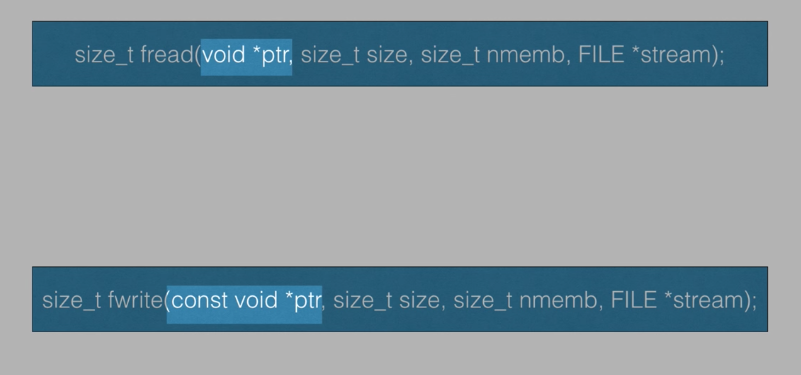 size_t fread(void *ptr, size_t size, size_t nmemb, FILE *stream);
size_t fwrite(const void *ptr, size_t size, size_t nmemb, FILE *stream);